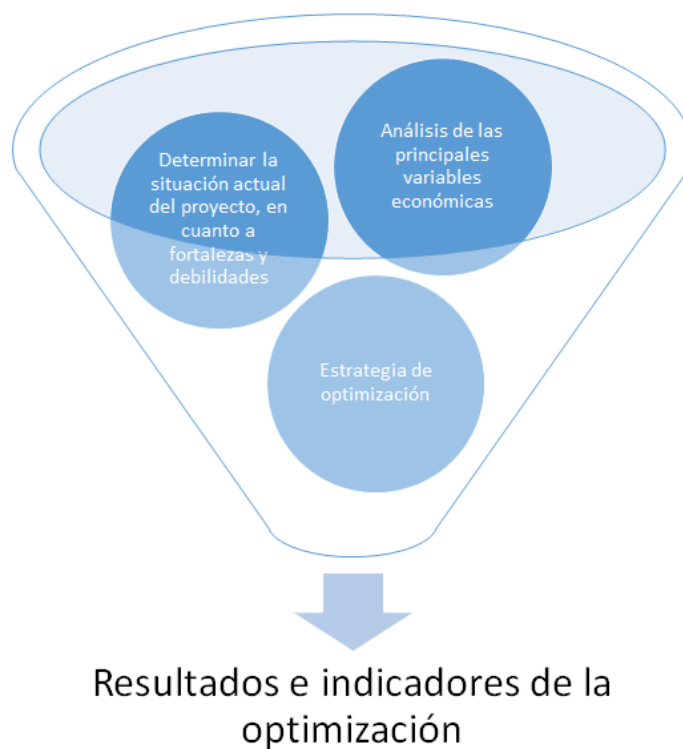 Determinar la
situación actual
del proyecto, en
cuanto a
fortalezas y
debilidades
Análisis de las
principales
variables
económicas
Estrategia de
optimización
Resultados e indicadores de la
optimización